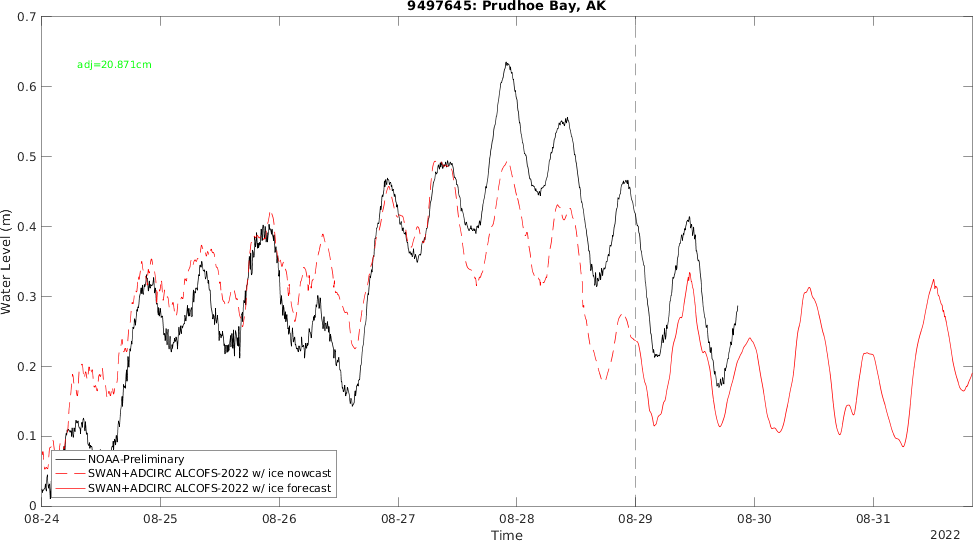 9497645: Prudhoe Bay, AK
adj=20.871cm
Water Level (m)
0.7
0.6
0.5
0.4
0.3
0.2
0.1
0
NOAA-Preliminary
SWAN+ADCIRC ALCOFS-2022 w/ ice nowcast
SWAN+ADCIRC ALCOFS-2022 w/ ice forecast
08-24 08-25 08-26 08-27 08-28 08-29 08-30 08-31
Time
2022